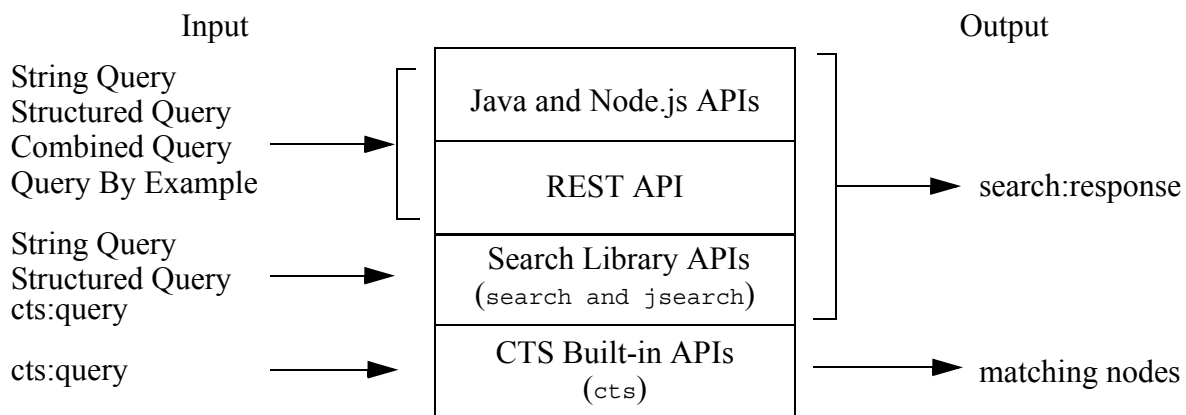 Input
Output
String Query
Structured Query
Combined Query
Query By Example
Java and Node.js APIs
REST API
search:response
String Query
Structured Query
cts:query
Search Library APIs
(search and jsearch)
cts:query
CTS Built-in APIs
(cts)
matching nodes